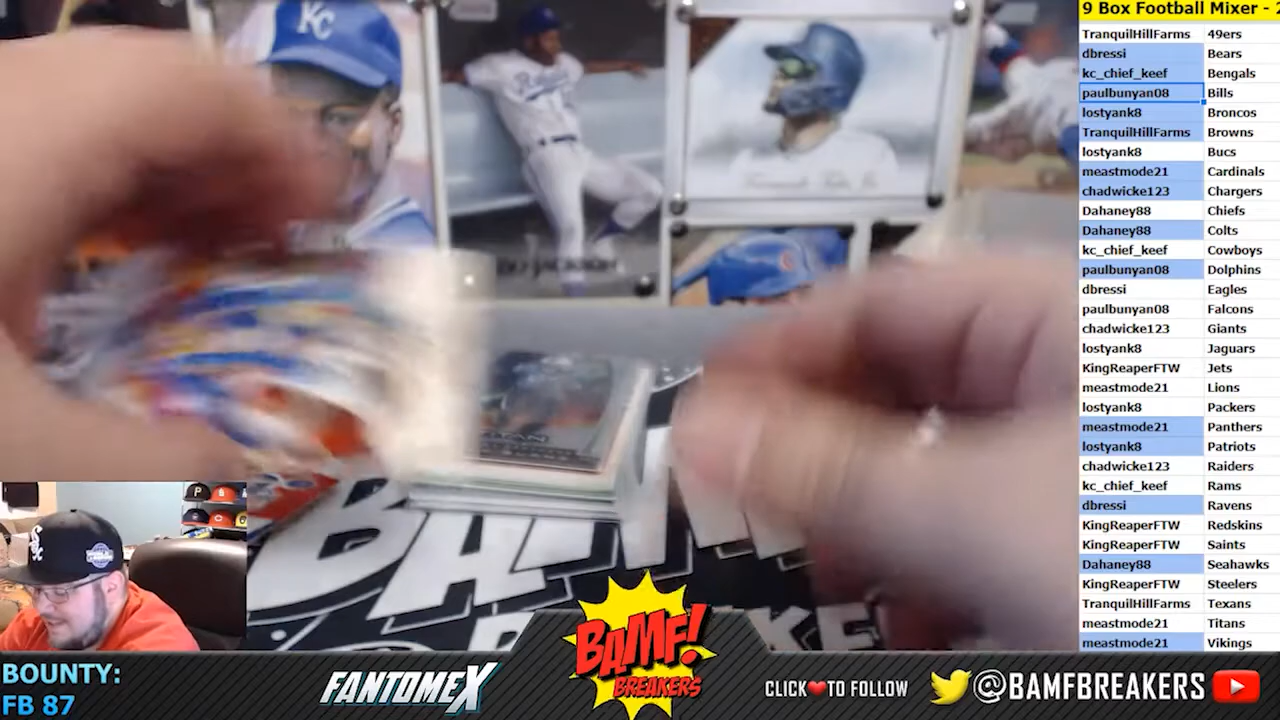 9 Box Football Mixer - 2
TranquilHillFarms 49ers
dbressi Bears
kc_chief_keef Bengals
paulbunyan08 Bills
lostyank8 Broncos
TranquilHillFarms Browns
lostyank8 Bucs
meastmode21 Cardinals
chadwicke123 Chargers
Dahaney88 Chiefs
Dahaney88 Colts
kc_chief_keef Cowboys
paulbunyan08 Dolphins
dbressi Eagles
paulbunyan08 Falcons
chadwicke123 Giants
lostyank8 Jaguars
KingReaperFTW Jets
meastmode21 Lions
lostyank8 Packers
meastmode21 Panthers
lostyank8 Patriots
chadwicke123 Raiders
kc_chief_keef Rams
dbressi Ravens
KingReaperFTW Redskins
KingReaperFTW Saints
Dahaney88 Seahawks
KingReaperFTW Steelers
TranquilHillFarms Texans
meastmode21 Titans
meastmode21 Vikings
KC
BO JACKSON
Sox
P
C
BOUNTY:
FB 87
FANTOMEX
BAMF!
BREAKERS
CLICK❤TO FOLLOW
@BAMFBREAKERS